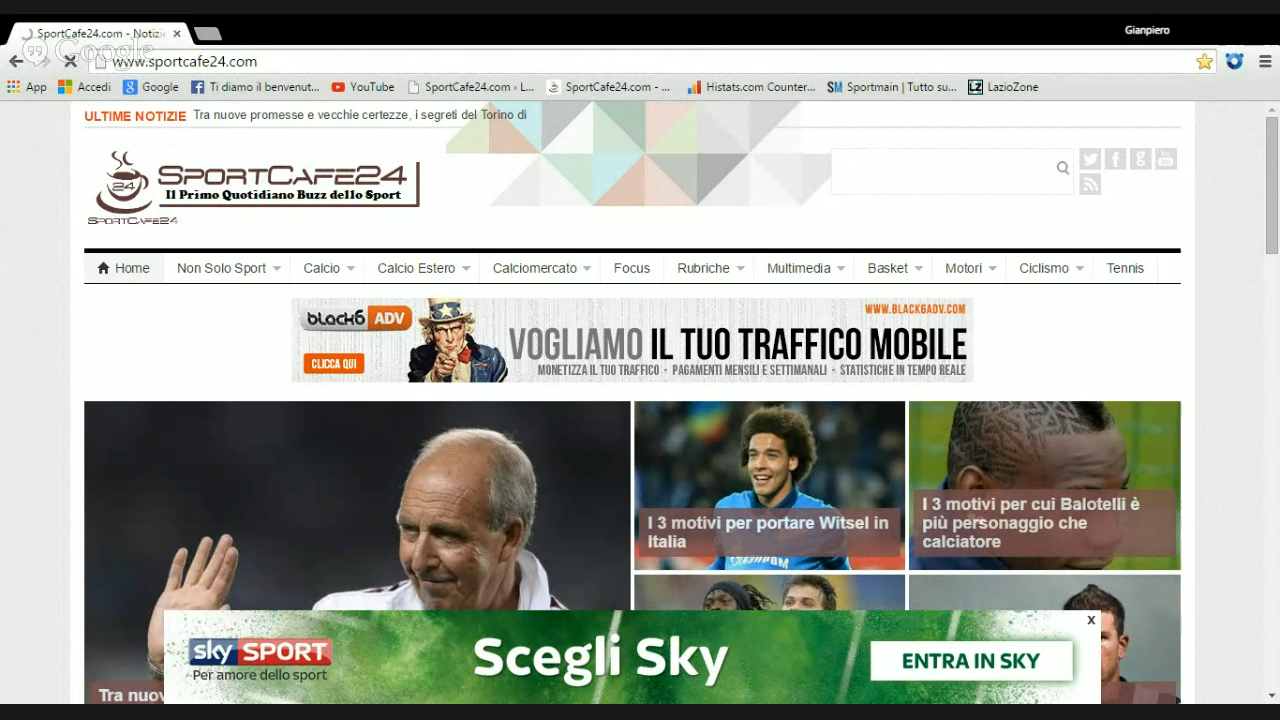 SportCafe24.com - Notizie
Gianpiero
Google
www.sportcafe24.com
App
Accedi
Google
Ti diamo il benvenut...
YouTube
SportCafe24.com › L...
SportCafe24.com - ...
Histats.com Counter...
Sportmain | Tutto su...
LazioZone
ULTIME NOTIZIE
Tra nuove promesse e vecchie certezze, i segreti del Torino di
24
SPORTCAFE24
Il Primo Quotidiano Buzz dello Sport
SPORTCAFE24
Home
Non Solo Sport
Calcio
Calcio Estero
Calciomercato
Focus
Rubriche
Multimedia
Basket
Motori
Ciclismo
Tennis
black6 ADV
WWW.BLACK6ADV.COM
VOGLIAMO IL TUO TRAFFICO MOBILE
CLICCA QUI
MONETIZZA IL TUO TRAFFICO - PAGAMENTI MENSILI E SETTIMANALI - STATISTICHE IN TEMPO REALE
I 3 motivi per portare Witsel in
Italia
I 3 motivi per cui Balotelli è
più personaggio che
calciatore
x
sky SPORT
Per amore dello sport
Scegli Sky
ENTRA IN SKY
Tra nuov